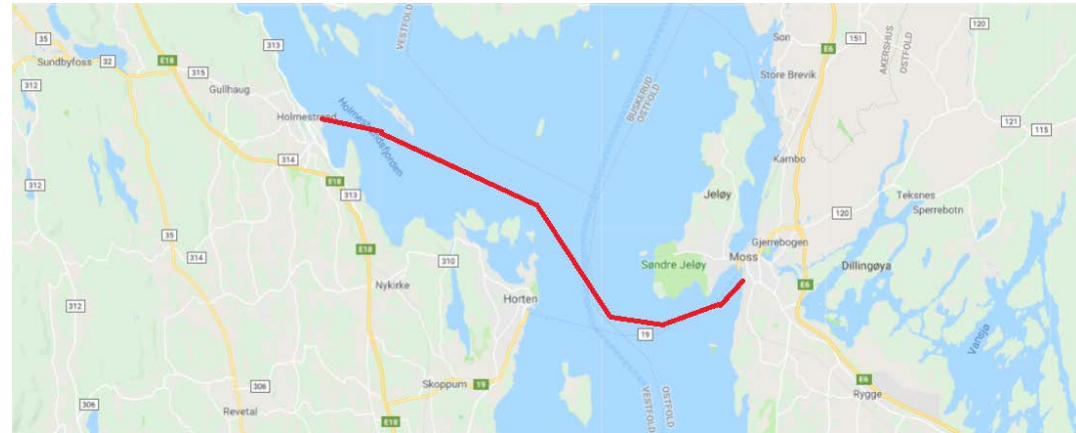 313
35
Sundbyfoss
32
312
E18
315
Gullhaug
Holmestrand
Holmestrandsfjorden
VESTFOLD
BUSKERUD
ØSTFOLD
Son
E6
151
Store Brevik
AKERSHUS
ØSTFOLD
120
121
115
314
E18
313
312
Kambo
Jeløy
Teksnes
120
Sperrebotn
35
314
E18
310
Gjerrebogen
Moss
Søndre Jeløy
Dillingøya
E6
Nykirke
Horten
312
19
Vansjø
Skoppum
19
E6
Rygge
306
306
Revetal
E18
VESTFOLD
ØSTFOLD